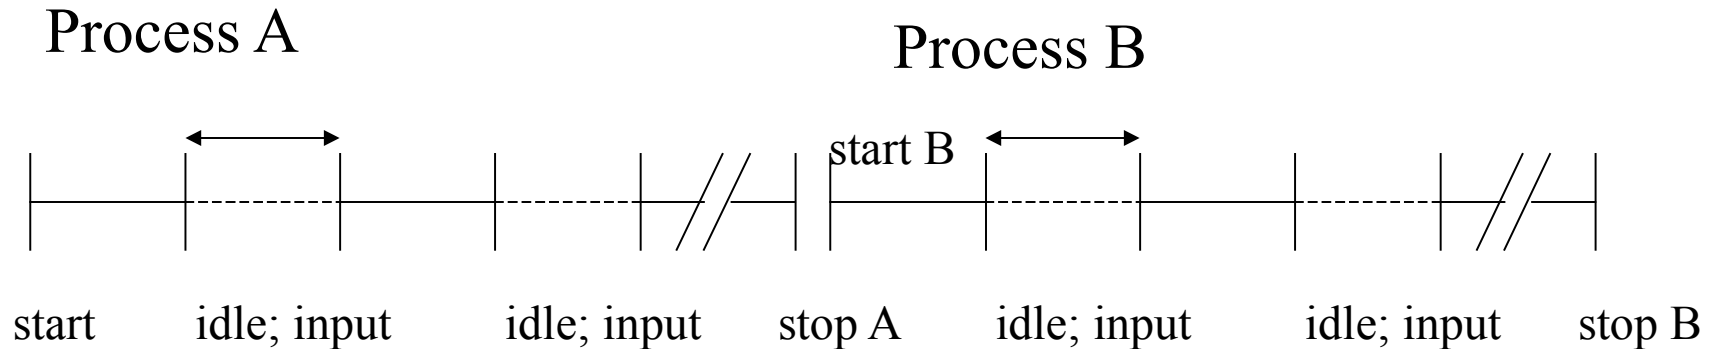 Process A
Process B
start B
start
idle; input
idle; input
stop A
idle; input
idle; input
stop B